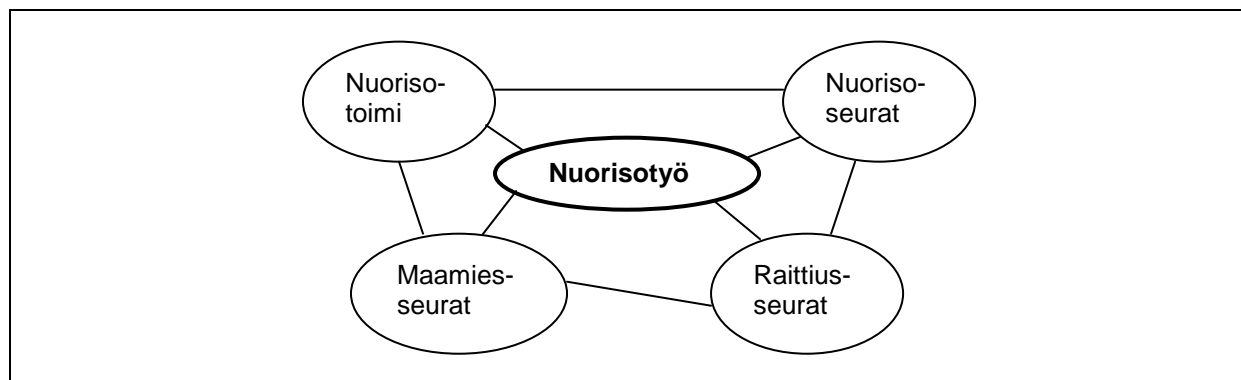 Nuoriso-
toimi
Nuoriso-
seurat
Nuorisotyö
Maamies-
seurat
Raittius-
seurat